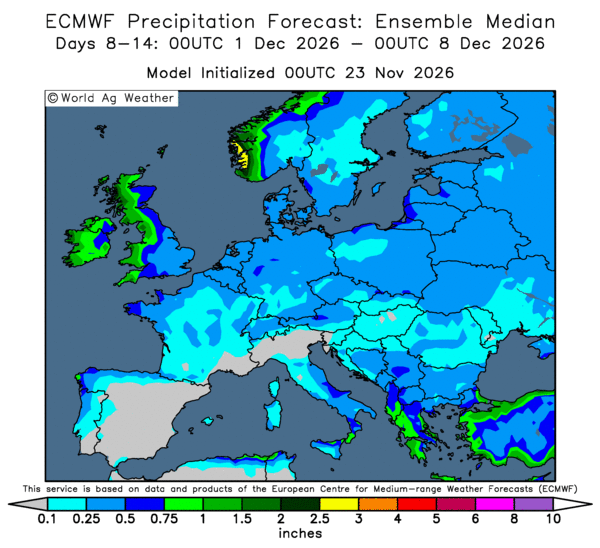 ECMWF Precipitation Forecast: Ensemble Median
Days 8–14: 00UTC 1 Dec 2026 – 00UTC 8 Dec 2026
Model Initialized 00UTC 23 Nov 2026
© World Ag Weather
This service is based on data and products of the European Centre for Medium-range Weather Forecasts (ECMWF)
0.1 0.25 0.5 0.75 1 1.5 2 2.5 3 4 5 6 8 10
inches